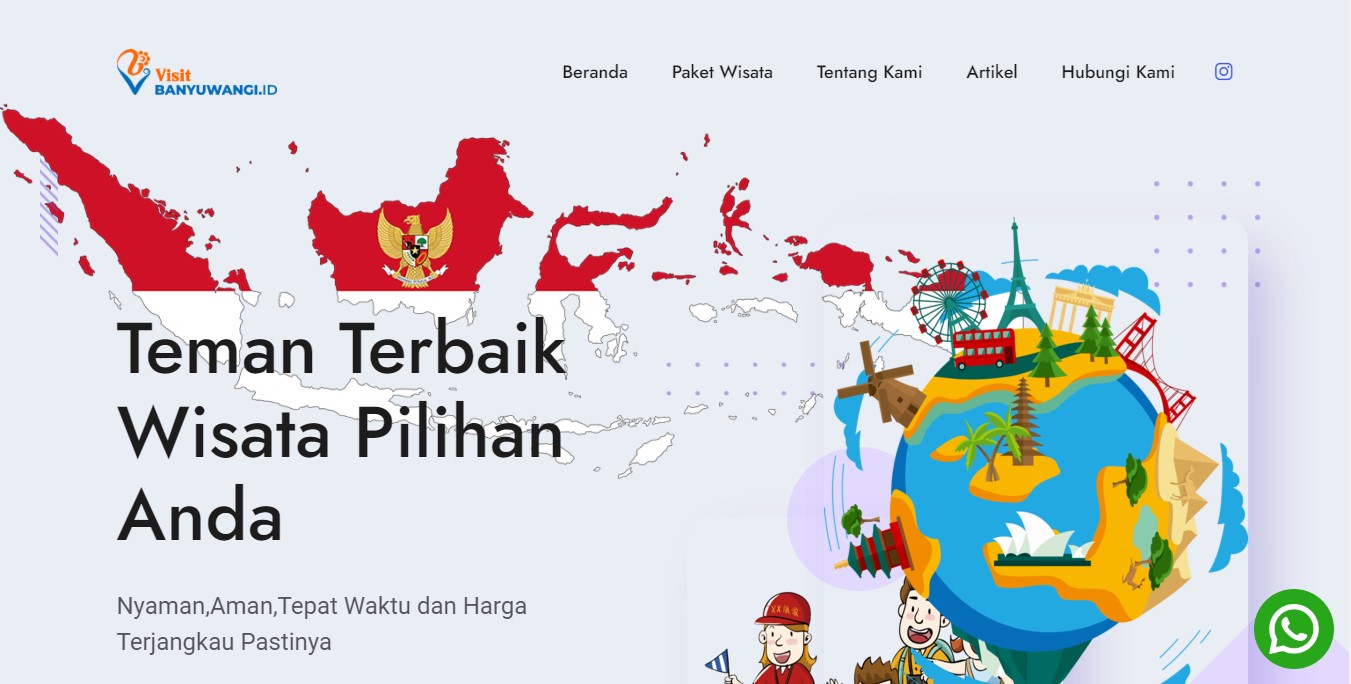 Visit
BANYUWANGI.ID
Beranda
Paket Wisata
Tentang Kami
Artikel
Hubungi Kami
Teman Terbaik
Wisata Pilihan
Anda
Nyaman,Aman,Tepat Waktu dan Harga
Terjangkau Pastinya